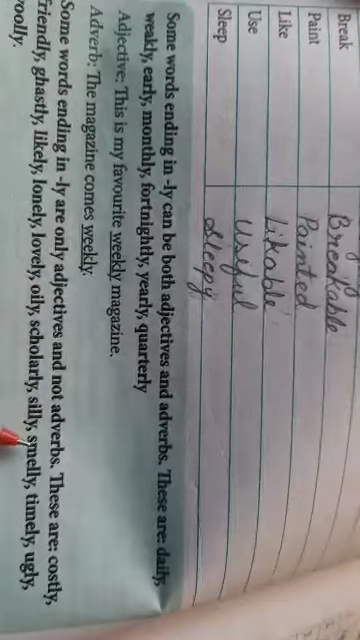 Break Breakable
Paint Painted
Like Likable
Use Useful
Sleep Sleepy
Some words ending in -ly can be both adjectives and adverbs. These are: daily,
weakly, early, monthly, fortnightly, yearly, quarterly
Adjective: This is my favourite weekly magazine.
Adverb: The magazine comes weekly.
Some words ending in -ly are only adjectives and not adverbs. These are: costly,
friendly, ghastly, likely, lonely, lovely, oily, scholarly, silly, smelly, timely, ugly,
woolly.